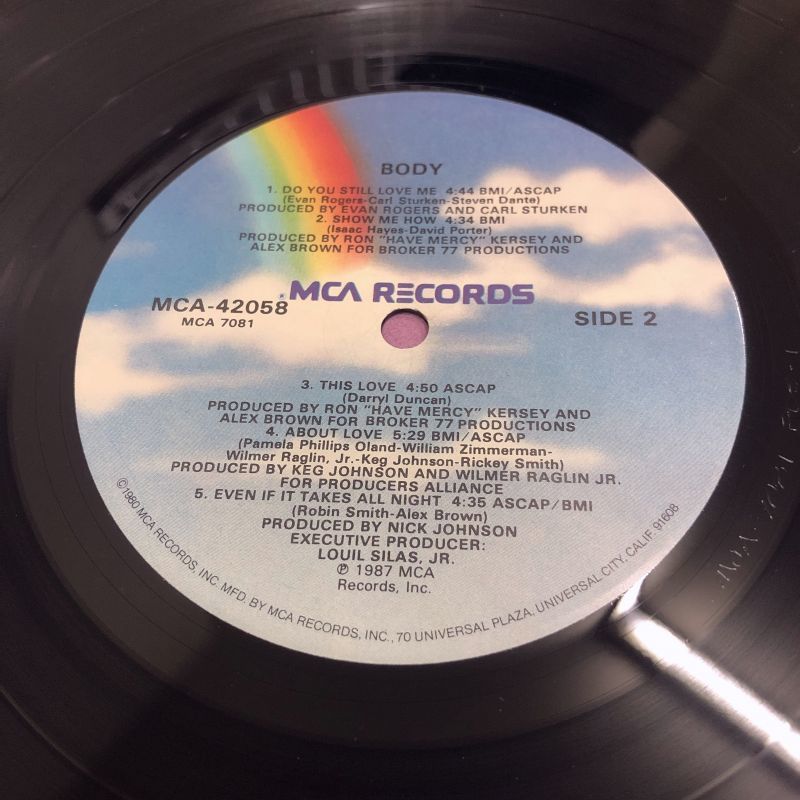 BODY
1. DO YOU STILL LOVE ME 4:44 BMI/ASCAP
(Evan Rogers-Carl Sturken-Steven Dante)
PRODUCED BY EVAN ROGERS AND CARL STURKEN
2. SHOW ME HOW 4:34 BMI
(Isaac Hayes-David Porter)
PRODUCED BY RON "HAVE MERCY" KERSEY AND
ALEX BROWN FOR BROKER 77 PRODUCTIONS
MCA RECORDS
MCA-42058
MCA 7081
SIDE 2
3. THIS LOVE 4:50 ASCAP
(Darryl Duncan)
PRODUCED BY RON "HAVE MERCY" KERSEY AND
ALEX BROWN FOR BROKER 77 PRODUCTIONS
4. ABOUT LOVE 5:29 BMI/ASCAP
(Pamela Phillips Oland-William Zimmerman-
Wilmer Raglin, Jr.-Keg Johnson-Rickey Smith)
PRODUCED BY KEG JOHNSON AND WILMER RAGLIN JR.
FOR PRODUCERS ALLIANCE
5. EVEN IF IT TAKES ALL NIGHT 4:35 ASCAP/BMI
(Robin Smith-Alex Brown)
PRODUCED BY NICK JOHNSON
EXECUTIVE PRODUCER:
LOUIL SILAS, JR.
℗ 1987 MCA
Records, Inc.
©1980 MCA RECORDS, INC. MFD. BY MCA RECORDS, INC., 70 UNIVERSAL PLAZA, UNIVERSAL CITY, CALIF. 91608